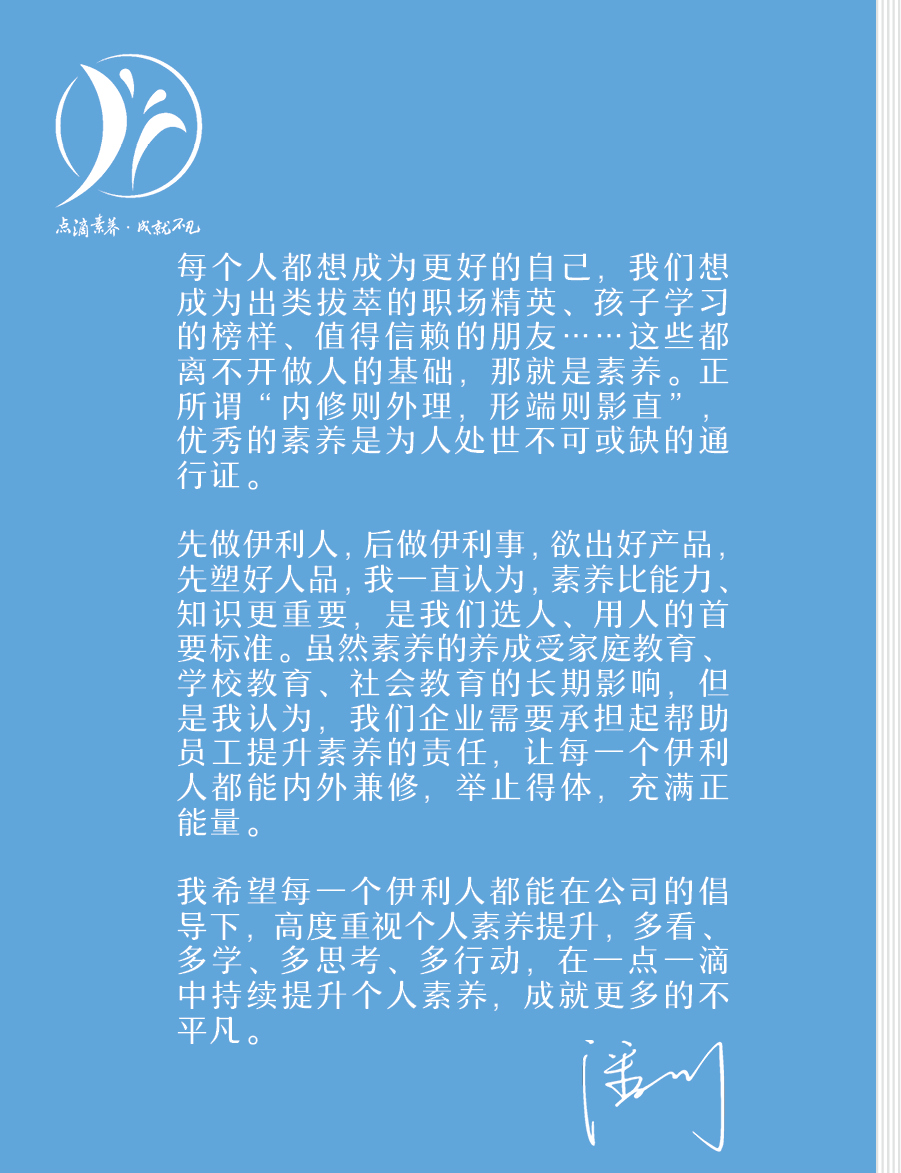 点滴素养·成就不凡
每个人都想成为更好的自己，我们想
成为出类拔萃的职场精英、孩子学习
的榜样、值得信赖的朋友……这些都
离不开做人的基础，那就是素养。正
所谓“内修则外理，形端则影直”，
优秀的素养是为人处世不可或缺的通
行证。
先做伊利人，后做伊利事，欲出好产品，
先塑好人品，我一直认为，素养比能力、
知识更重要，是我们选人、用人的首
要标准。虽然素养的养成受家庭教育、
学校教育、社会教育的长期影响，但
是我认为，我们企业需要承担起帮助
员工提升素养的责任，让每一个伊利
人都能内外兼修，举止得体，充满正
能量。
我希望每一个伊利人都能在公司的倡
导下，高度重视个人素养提升，多看、
多学、多思考、多行动，在一点一滴
中持续提升个人素养，成就更多的不
平凡。